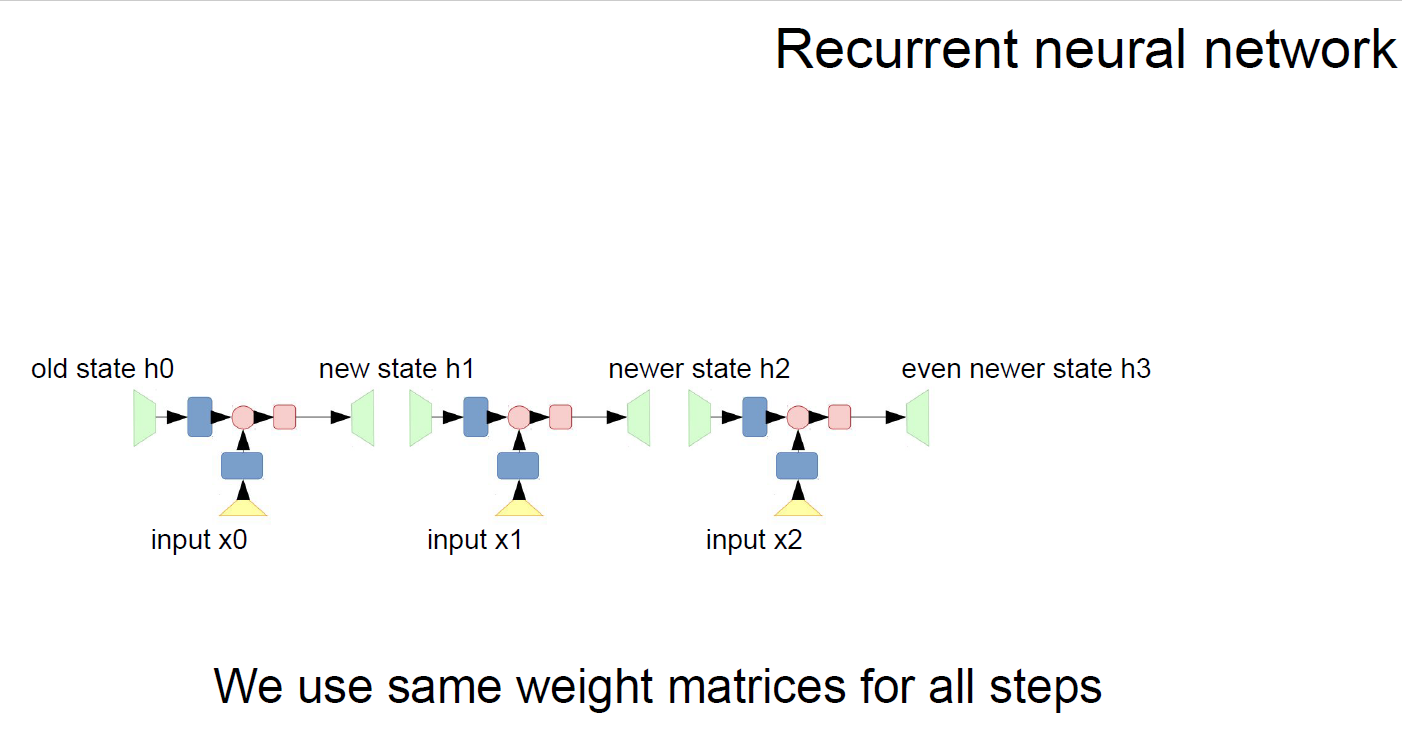 Recurrent neural network
old state h0
new state h1
newer state h2
even newer state h3
input x0
input x1
input x2
We use same weight matrices for all steps